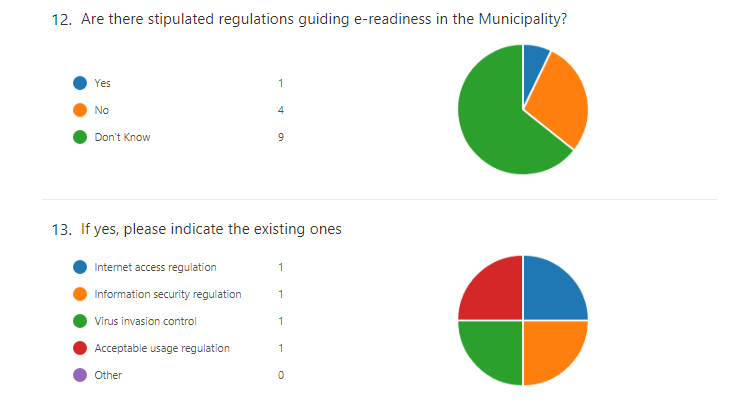 12. Are there stipulated regulations guiding e-readiness in the Municipality?
Yes 1
No 4
Don't Know 9
13. If yes, please indicate the existing ones
Internet access regulation 1
Information security regulation 1
Virus invasion control 1
Acceptable usage regulation 1
Other 0